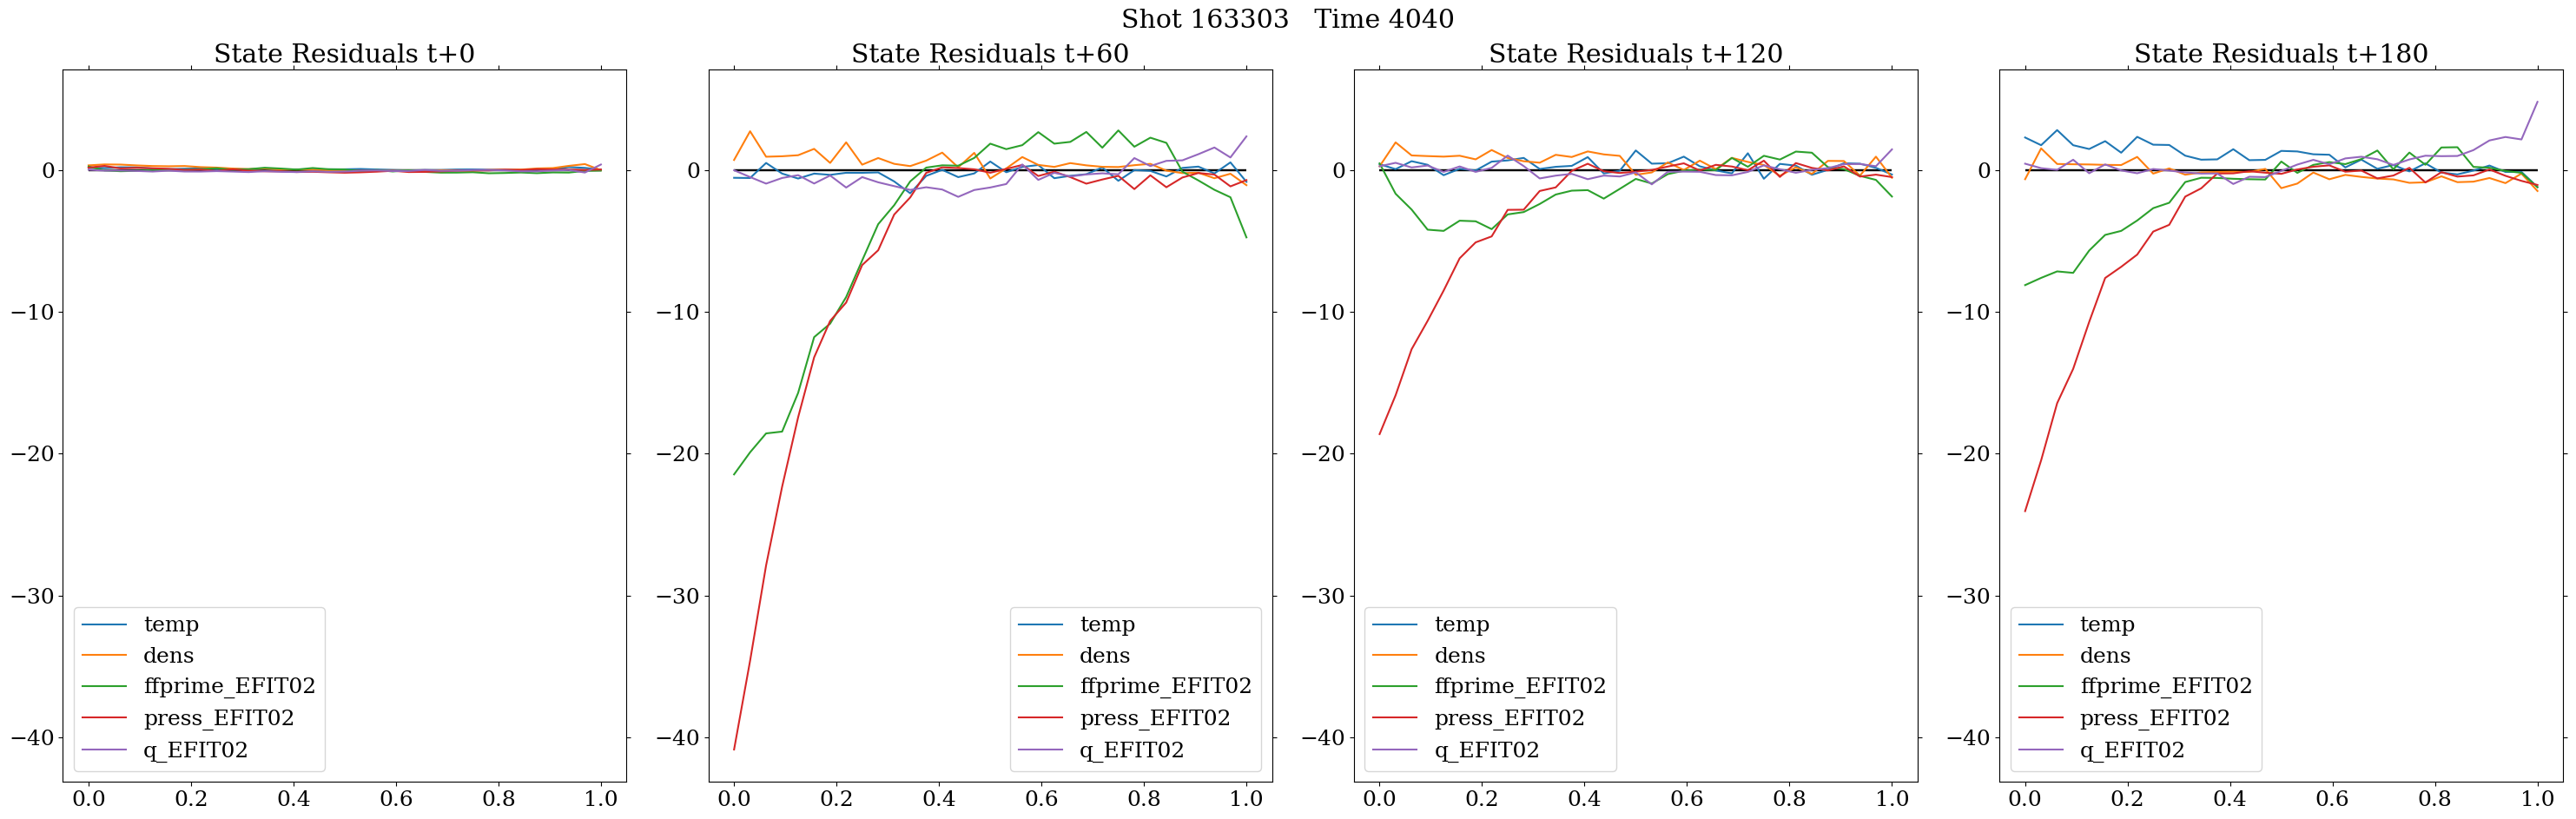 Shot 163303   Time 4040
State Residuals t+0
0
−10
−20
−30
−40
0.0 0.2 0.4 0.6 0.8 1.0
temp
dens
ffprime_EFIT02
press_EFIT02
q_EFIT02
State Residuals t+60
0
−10
−20
−30
−40
0.0 0.2 0.4 0.6 0.8 1.0
temp
dens
ffprime_EFIT02
press_EFIT02
q_EFIT02
State Residuals t+120
0
−10
−20
−30
−40
0.0 0.2 0.4 0.6 0.8 1.0
temp
dens
ffprime_EFIT02
press_EFIT02
q_EFIT02
State Residuals t+180
0
−10
−20
−30
−40
0.0 0.2 0.4 0.6 0.8 1.0
temp
dens
ffprime_EFIT02
press_EFIT02
q_EFIT02